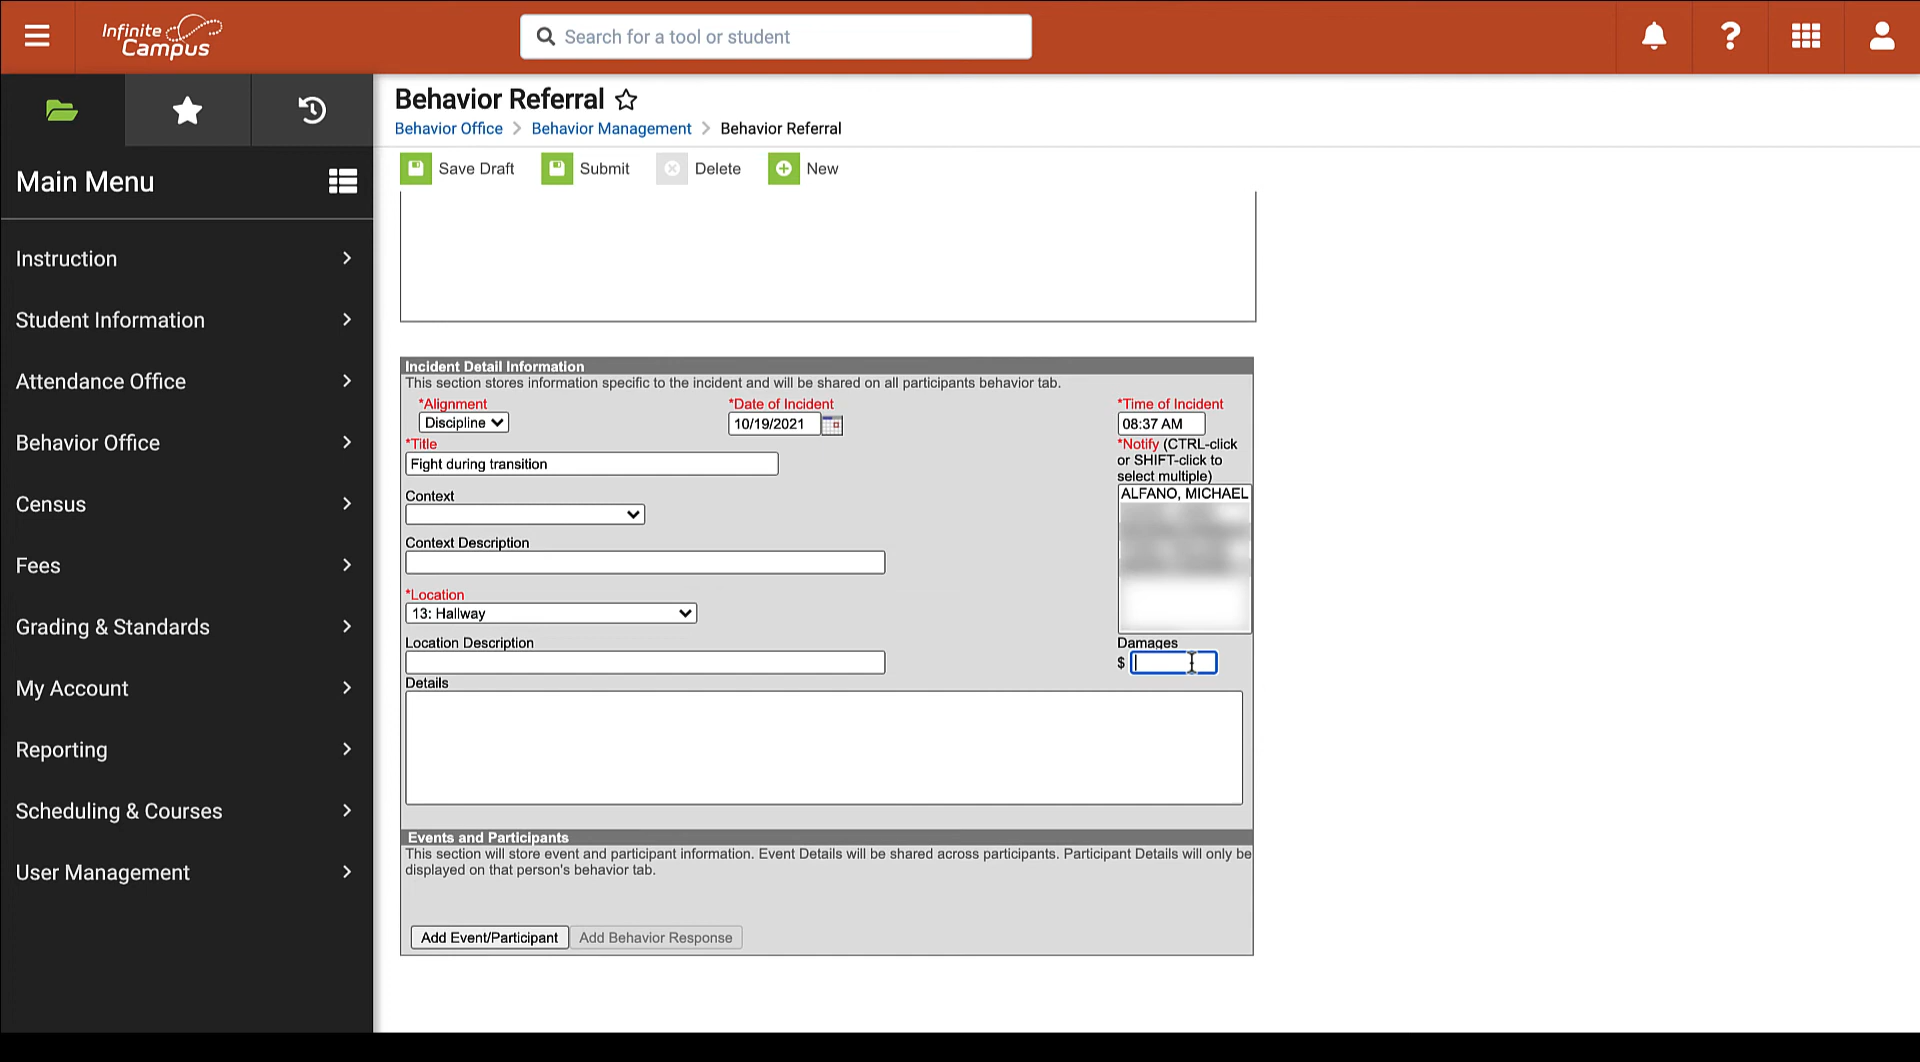 Infinite
Campus
Search for a tool or student
?
Main Menu
Instruction
Student Information
Attendance Office
Behavior Office
Census
Fees
Grading & Standards
My Account
Reporting
Scheduling & Courses
User Management
Behavior Referral
Behavior Office > Behavior Management > Behavior Referral
Save Draft Submit Delete New
Incident Detail Information
This section stores information specific to the incident and will be shared on all participants behavior tab.
*Alignment
Discipline
*Date of Incident
10/19/2021
*Time of Incident
08:37 AM
*Title
Fight during transition
*Notify (CTRL-click
or SHIFT-click to
select multiple)
ALFANO, MICHAEL
Context
Context Description
*Location
13: Hallway
Location Description
Damages
$
Details
Events and Participants
This section will store event and participant information. Event Details will be shared across participants. Participant Details will only be
displayed on that person's behavior tab.
Add Event/Participant Add Behavior Response